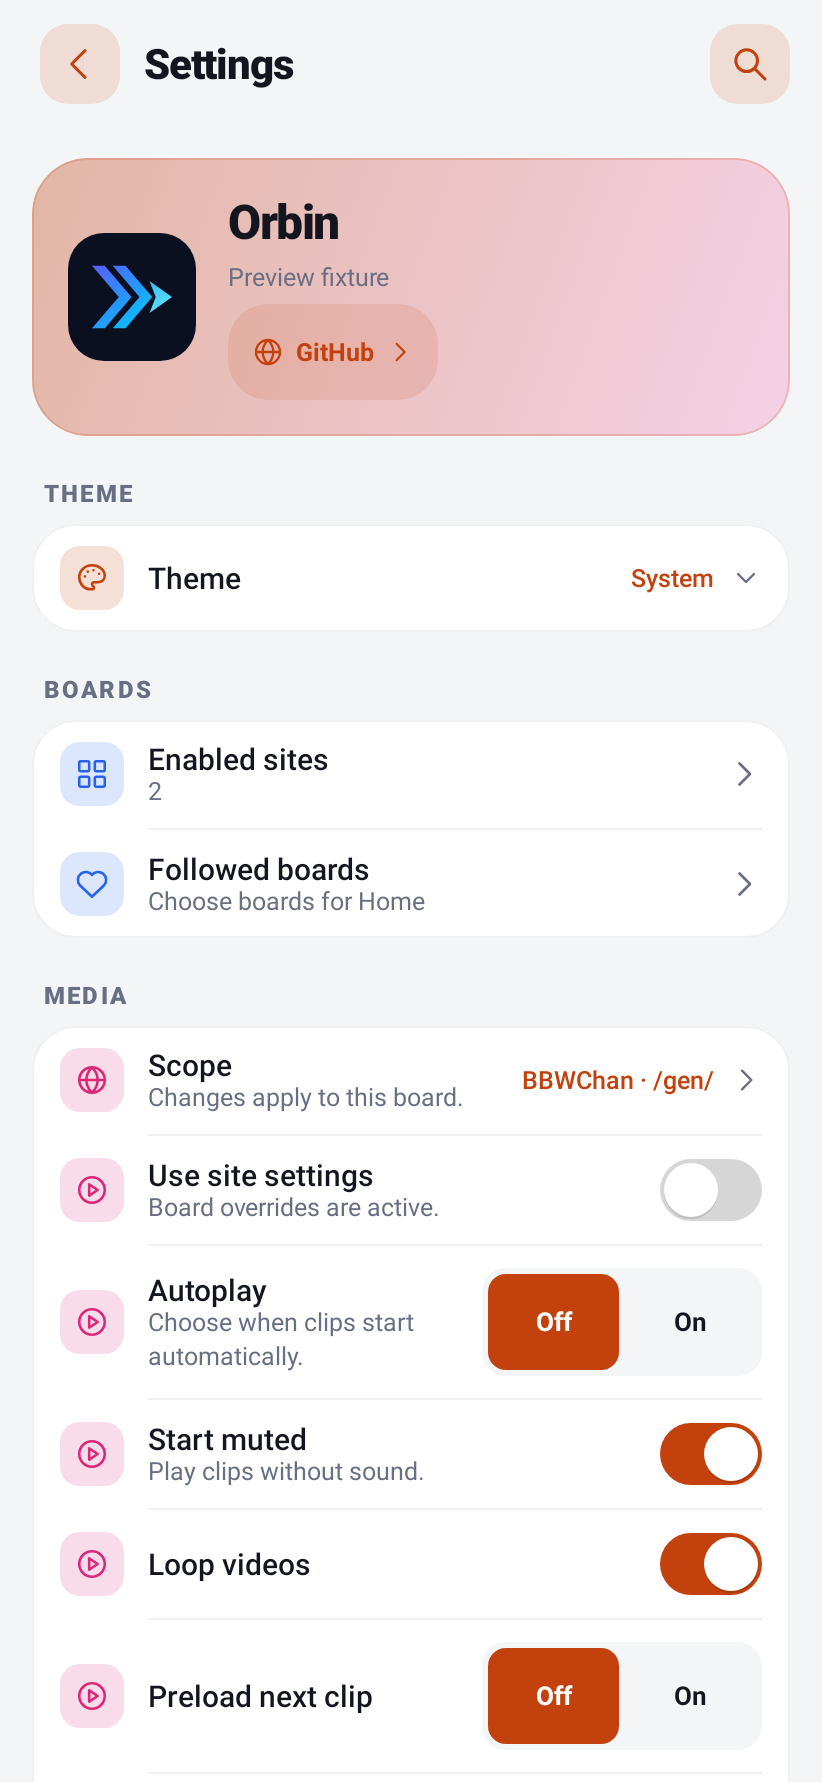 Settings
Orbin
Preview fixture
GitHub
THEME
Theme
System
BOARDS
Enabled sites
2
Followed boards
Choose boards for Home
MEDIA
Scope
Changes apply to this board.
BBWChan · /gen/
Use site settings
Board overrides are active.
Autoplay
Choose when clips start
automatically.
Off
On
Start muted
Play clips without sound.
Loop videos
Preload next clip
Off
On